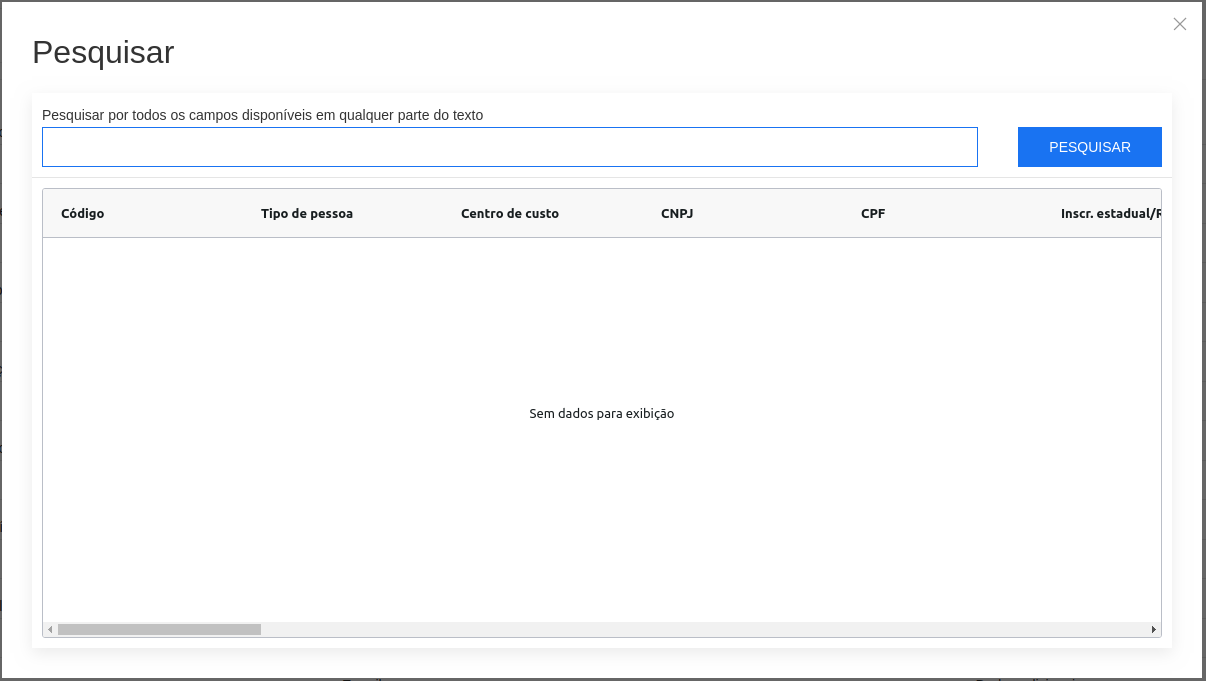 Pesquisar
Pesquisar por todos os campos disponíveis em qualquer parte do texto
PESQUISAR
Código Tipo de pessoa Centro de custo CNPJ CPF Inscr. estadual/R
Sem dados para exibição